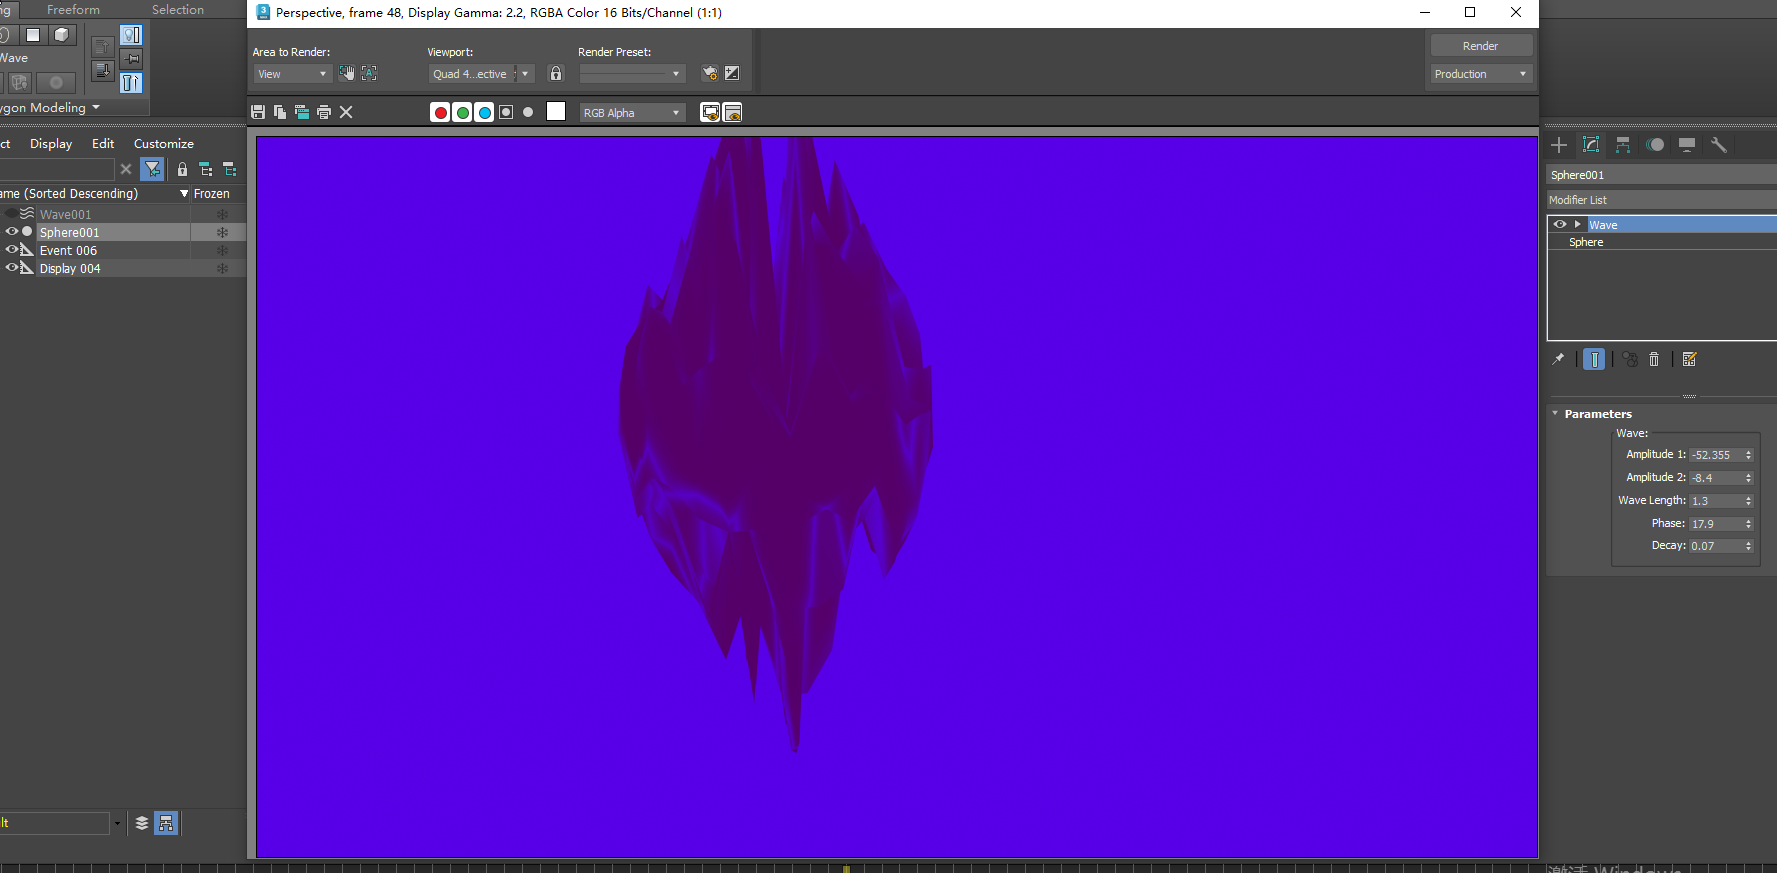 Perspective, frame 48, Display Gamma: 2.2, RGBA Color 16 Bits/Channel (1:1)
ng Freeform Selection
Area to Render: Viewport: Render Preset:
View Quad 4...ective Render
Production
Wave
ygon Modeling
RGB Alpha
ct Display Edit Customize
ame (Sorted Descending) Frozen
Wave001
Sphere001
Event 006
Display 004
Sphere001
Modifier List
Wave
Sphere
Parameters
Wave:
Amplitude 1: -52.355
Amplitude 2: -8.4
Wave Length: 1.3
Phase: 17.9
Decay: 0.07
lt
激活 Windows